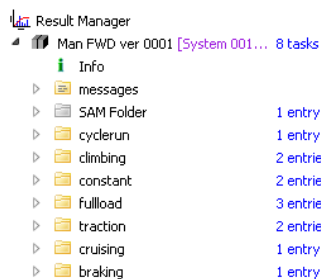 Result Manager
Man FWD ver 0001 [System 001... 8 tasks
Info
messages
SAM Folder 1 entry
cyclerun 1 entry
climbing 2 entrie
constant 2 entrie
fullload 3 entrie
traction 2 entrie
cruising 1 entry
braking 1 entry